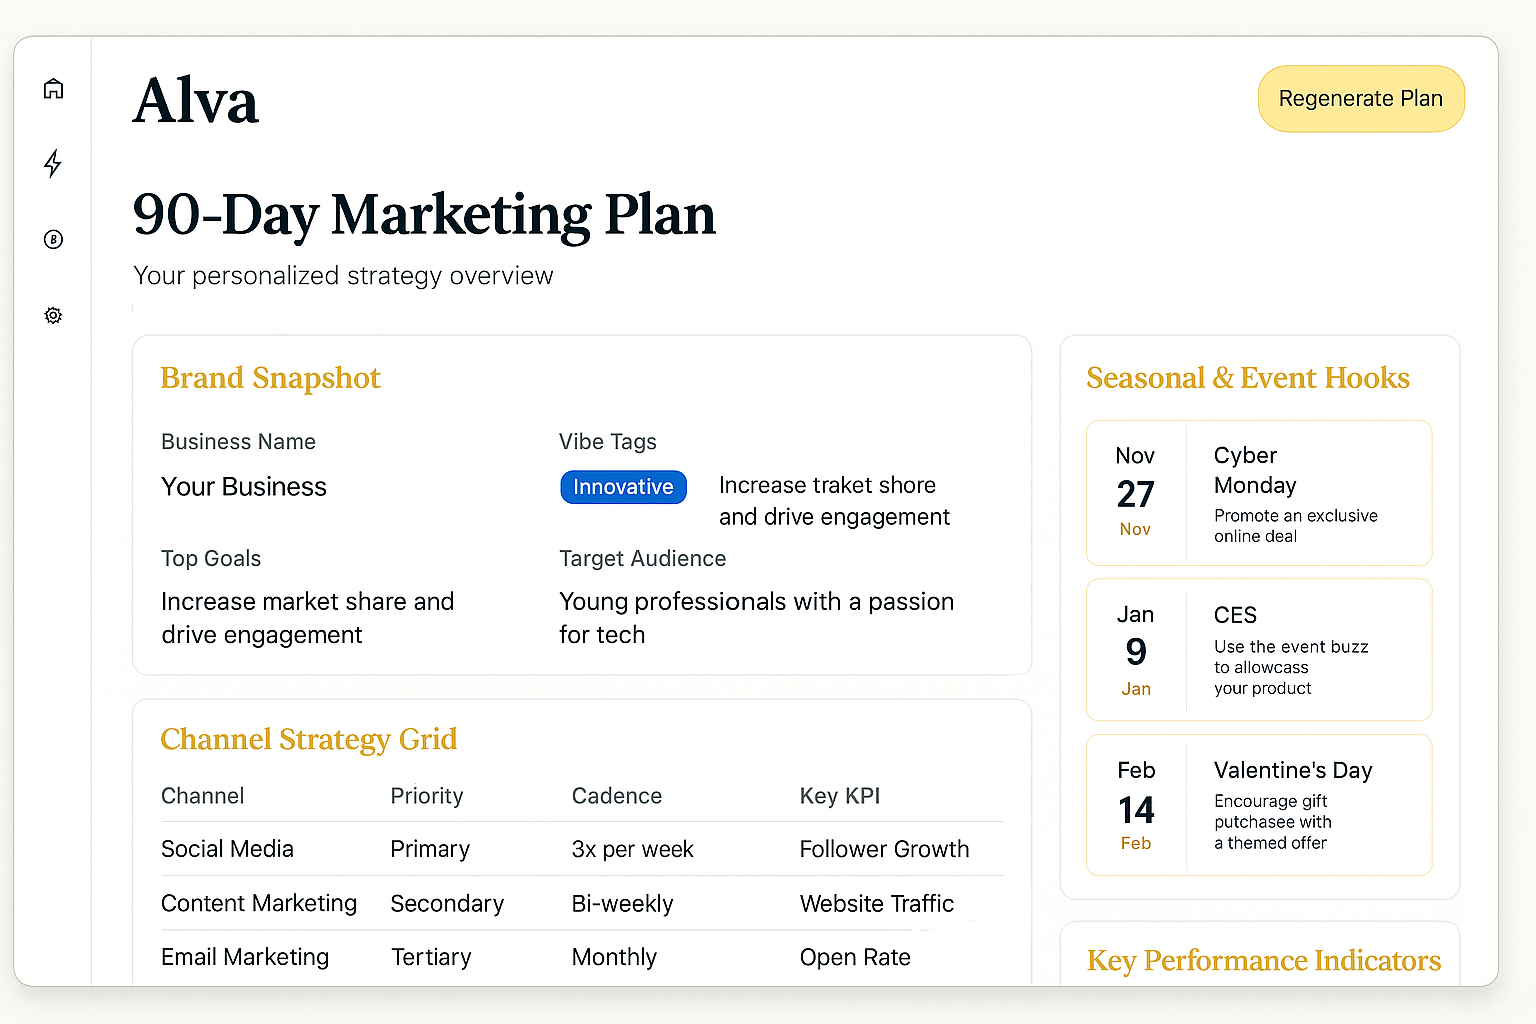 Alva
Regenerate Plan
90-Day Marketing Plan
Your personalized strategy overview
Brand Snapshot
Business Name
Your Business
Vibe Tags
Innovative
Increase traket shore
and drive engagement
Top Goals
Increase market share and
drive engagement
Target Audience
Young professionals with a passion
for tech
Channel Strategy Grid
Channel Priority Cadence Key KPI
Social Media Primary 3x per week Follower Growth
Content Marketing Secondary Bi-weekly Website Traffic
Email Marketing Tertiary Monthly Open Rate
Seasonal & Event Hooks
Nov
27
Nov
Cyber
Monday
Promote an exclusive
online deal
Jan
9
Jan
CES
Use the event buzz
to allowcass
your product
Feb
14
Feb
Valentine's Day
Encourage gift
putchasee with
a themed offer
Key Performance Indicators